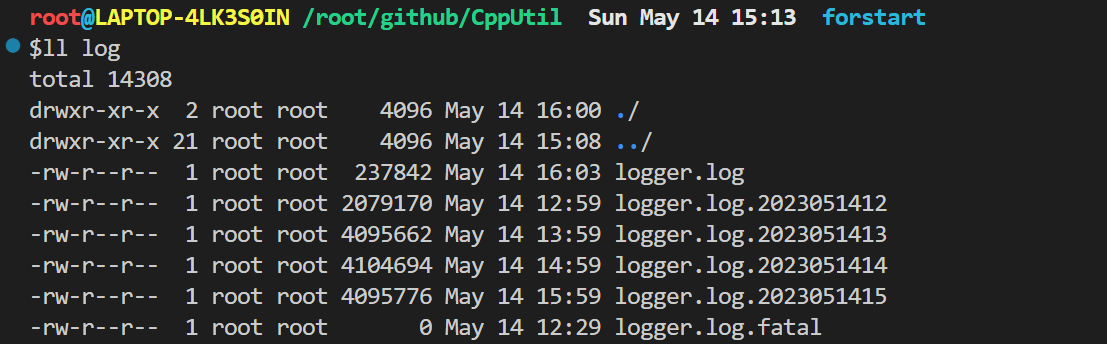 root@LAPTOP-4LK3S0IN /root/github/CppUtil  Sun May 14 15:13  forstart
$ll log
total 14308
drwxr-xr-x  2 root root    4096 May 14 16:00 ./
drwxr-xr-x 21 root root    4096 May 14 15:08 ../
-rw-r--r--  1 root root  237842 May 14 16:03 logger.log
-rw-r--r--  1 root root 2079170 May 14 12:59 logger.log.2023051412
-rw-r--r--  1 root root 4095662 May 14 13:59 logger.log.2023051413
-rw-r--r--  1 root root 4104694 May 14 14:59 logger.log.2023051414
-rw-r--r--  1 root root 4095776 May 14 15:59 logger.log.2023051415
-rw-r--r--  1 root root       0 May 14 12:29 logger.log.fatal